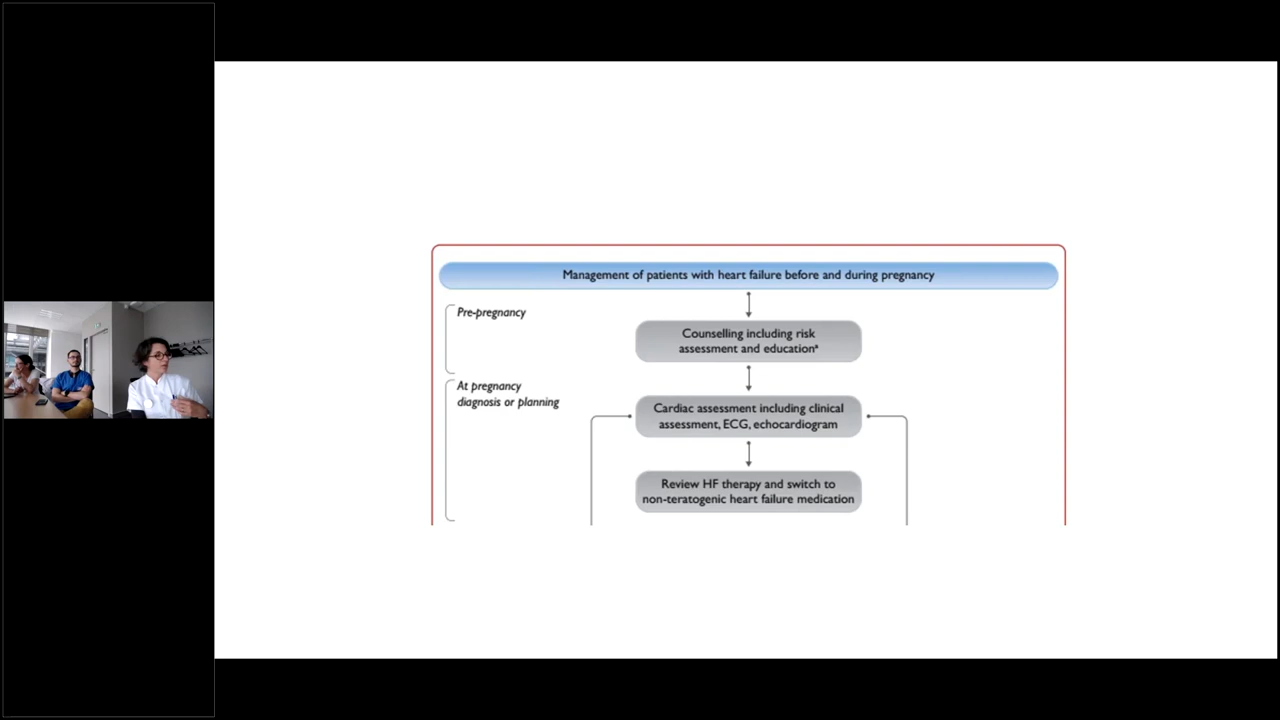 Management of patients with heart failure before and during pregnancy
Pre-pregnancy
Counselling including risk
assessment and educationᵃ
At pregnancy
diagnosis or planning
Cardiac assessment including clinical
assessment, ECG, echocardiogram
Review HF therapy and switch to
non-teratogenic heart failure medication